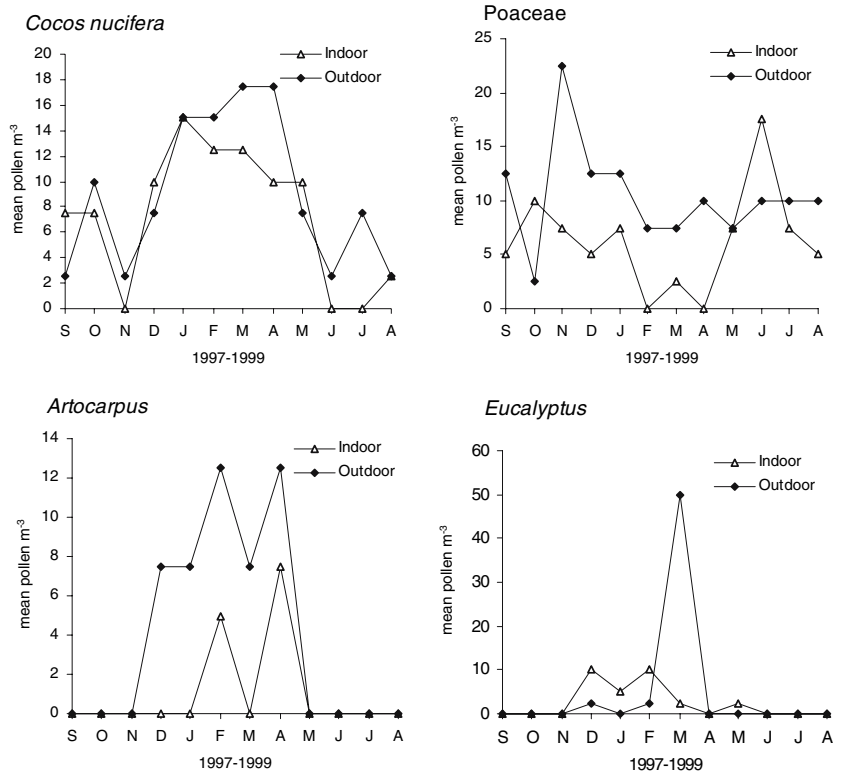 Cocos nucifera
Indoor
Outdoor
20
18
16
14
12
10
8
6
4
2
0
mean pollen m-3
S O N D J F M A M J J A
1997-1999
Poaceae
Indoor
Outdoor
25
20
15
10
5
0
mean pollen m-3
S O N D J F M A M J J A
1997-1999
Artocarpus
Indoor
Outdoor
14
12
10
8
6
4
2
0
mean pollen m-3
S O N D J F M A M J J A
1997-1999
Eucalyptus
Indoor
Outdoor
60
50
40
30
20
10
0
mean pollen m-3
S O N D J F M A M J J A
1997-1999